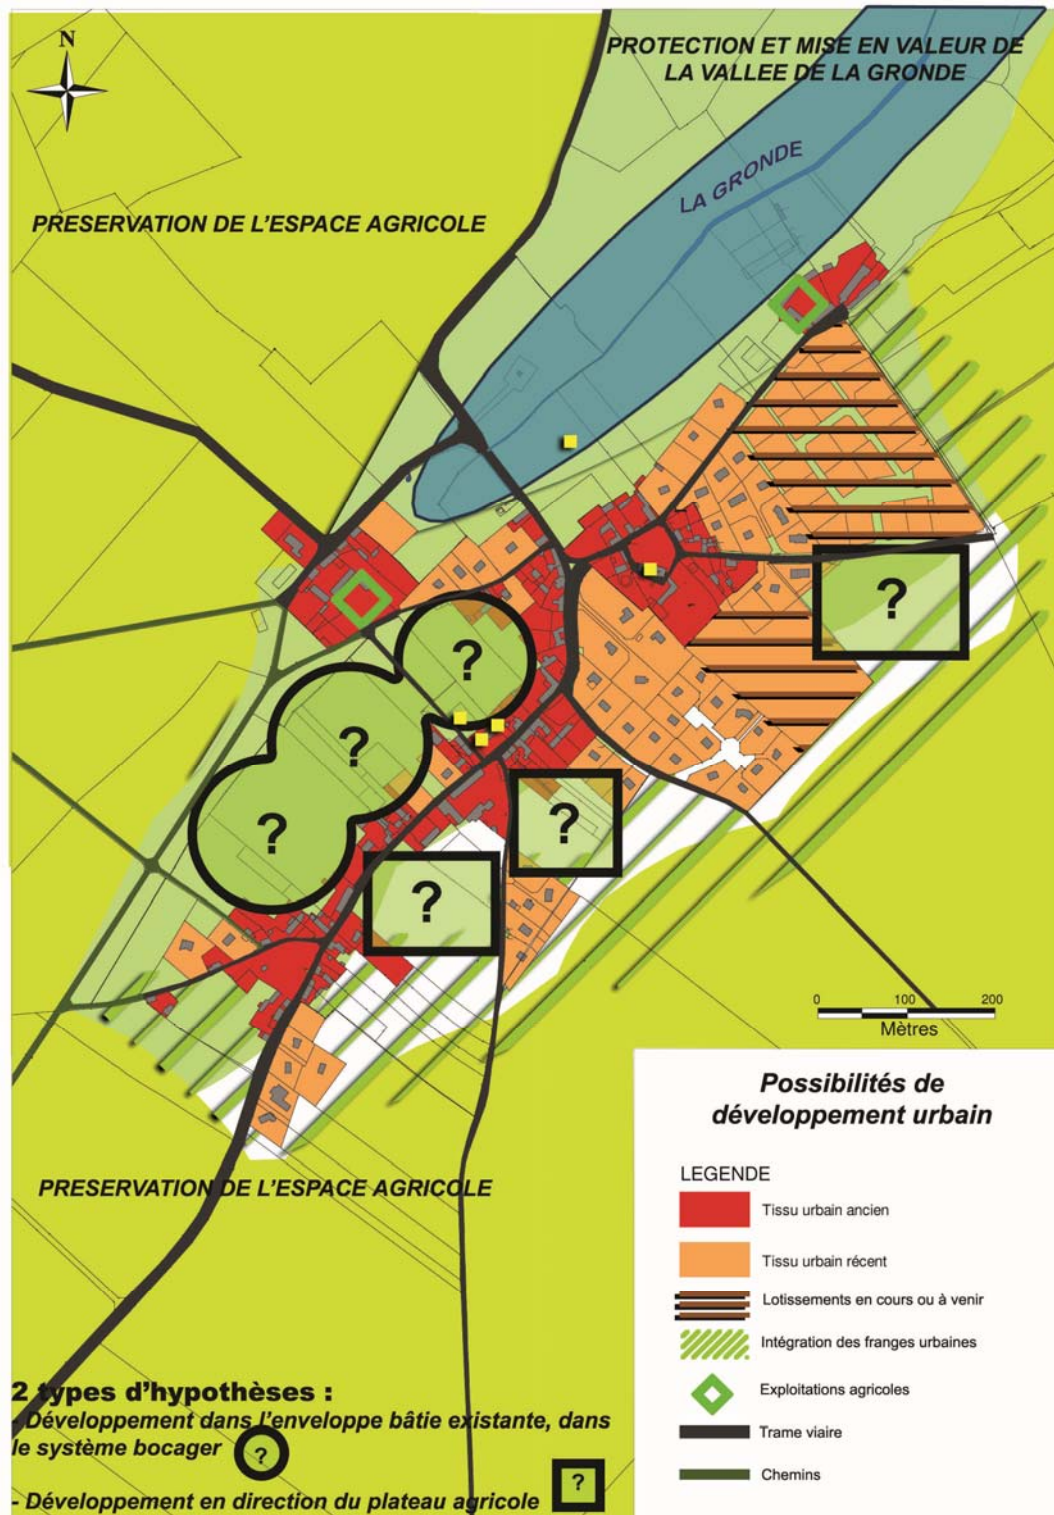 N
PROTECTION ET MISE EN VALEUR DE
LA VALLEE DE LA GRONDE
LA GRONDE
PRESERVATION DE L'ESPACE AGRICOLE
?
?
?
?
?
?
0 100 200
Mètres
PRESERVATION DE L'ESPACE AGRICOLE
Possibilités de
développement urbain
LEGENDE
Tissu urbain ancien
Tissu urbain récent
Lotissements en cours ou à venir
Intégration des franges urbaines
Exploitations agricoles
Trame viaire
Chemins
2 types d'hypothèses :
- Développement dans l'enveloppe bâtie existante, dans
le système bocager ?
- Développement en direction du plateau agricole ?